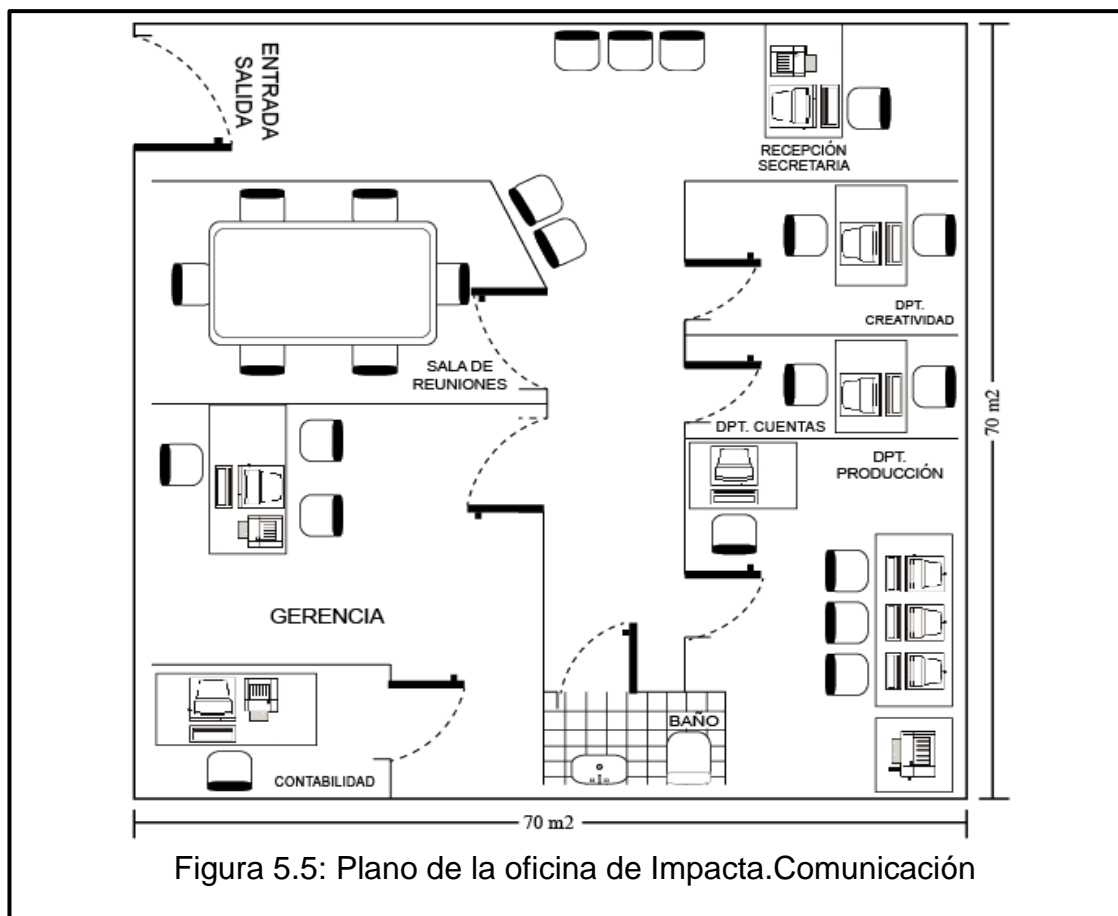 ENTRADA
SALIDA
RECEPCIÓN
SECRETARIA
DPT.
CREATIVIDAD
SALA DE
REUNIONES
DPT. CUENTAS
DPT.
PRODUCCIÓN
70 m2
GERENCIA
BAÑO
CONTABILIDAD
70 m2
Figura 5.5: Plano de la oficina de Impacta.Comunicación